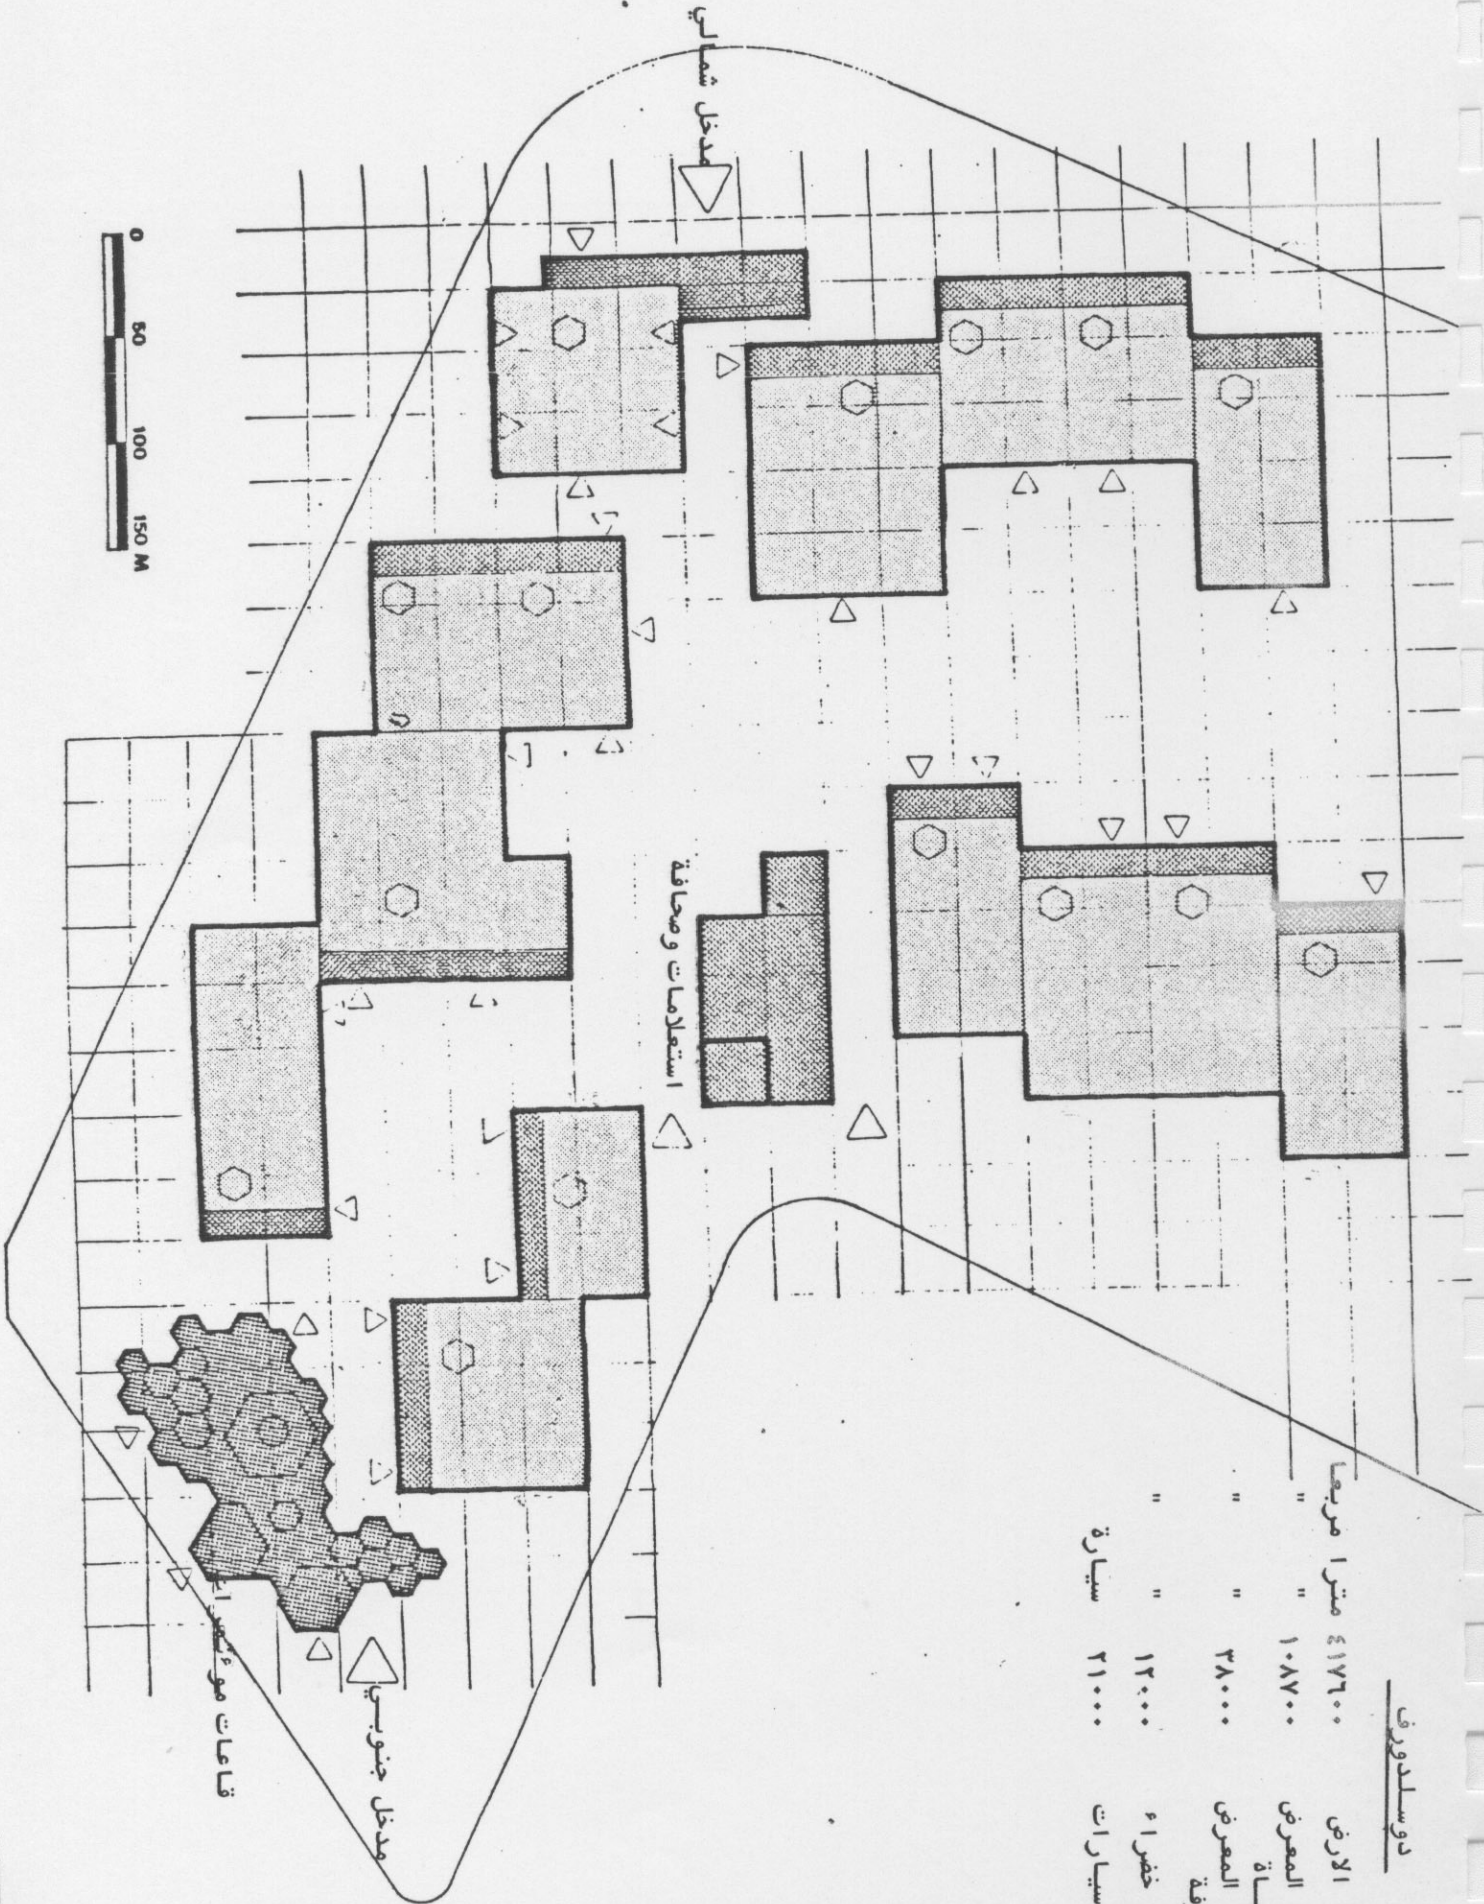 دوسلدورف
الارض ٤١٧٦٠٠ مترا مربعا
المعرض ١٠٨٧٠٠ " "
المعرض ٣٨٠٠٠ " "
خضراء ١٢٠٠٠ " "
سيارات ٢١٠٠٠ سيارة
مدخل شمالي
استعلامات وصحافة
مدخل جنوبي
قاعات
0 50 100 150 M